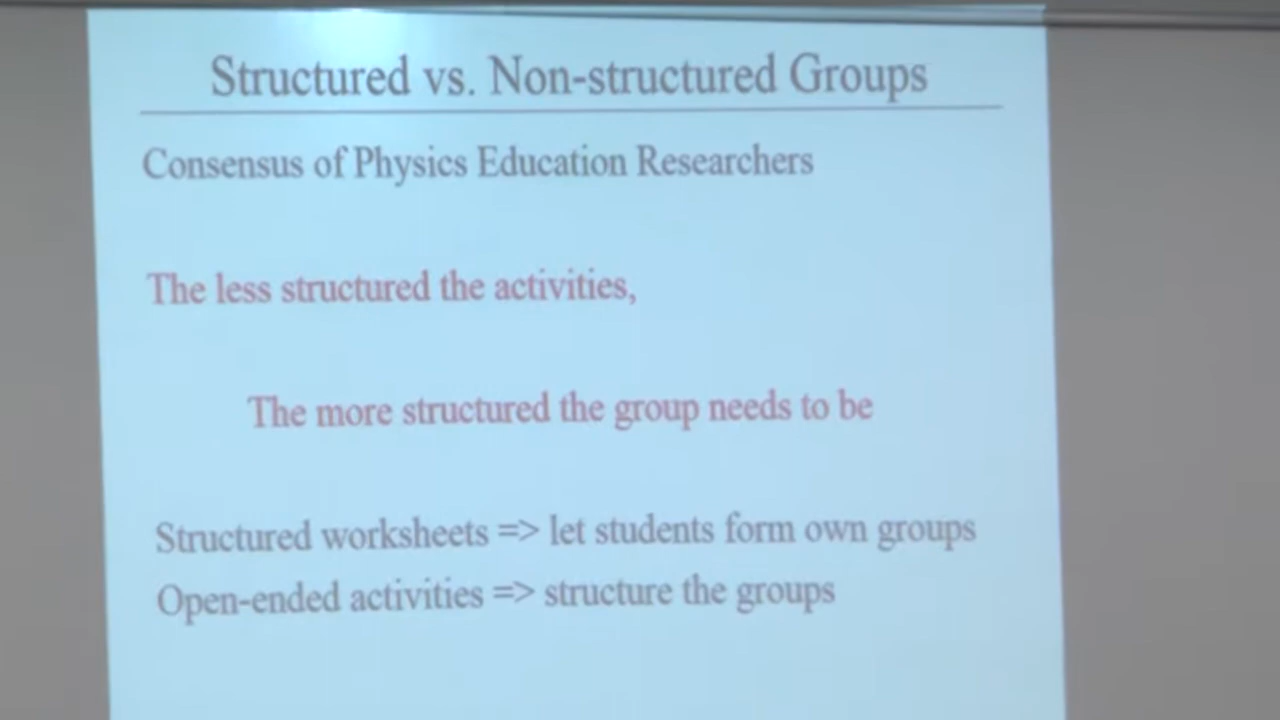 Structured vs. Non-structured Groups
Consensus of Physics Education Researchers
The less structured the activities,
The more structured the group needs to be
Structured worksheets => let students form own groups
Open-ended activities => structure the groups